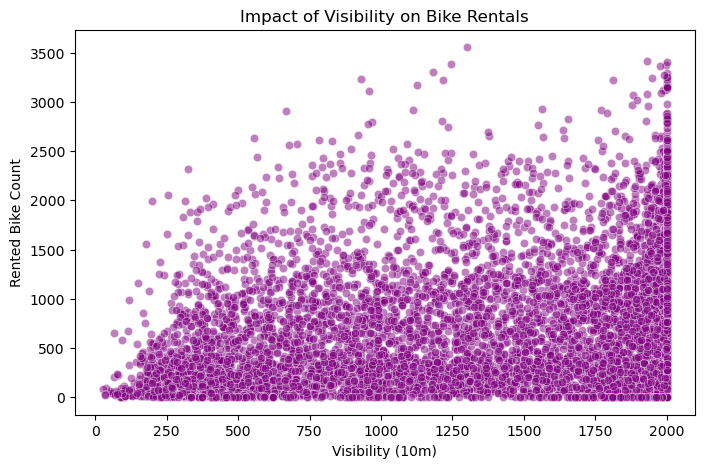 Impact of Visibility on Bike Rentals
Rented Bike Count
3500
3000
2500
2000
1500
1000
500
0
0 250 500 750 1000 1250 1500 1750 2000
Visibility (10m)